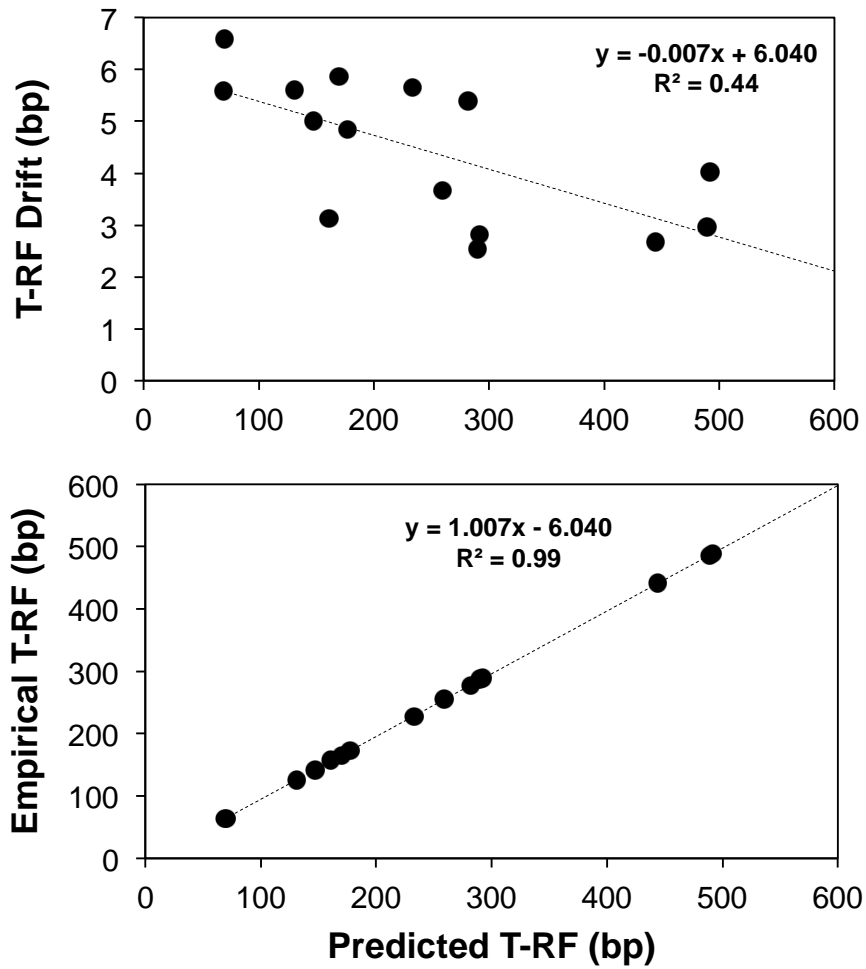 T-RF Drift (bp)
7
6
5
4
3
2
1
0
y = -0.007x + 6.040
R² = 0.44
0 100 200 300 400 500 600
Empirical T-RF (bp)
600
500
400
300
200
100
0
y = 1.007x - 6.040
R² = 0.99
0 100 200 300 400 500 600
Predicted T-RF (bp)